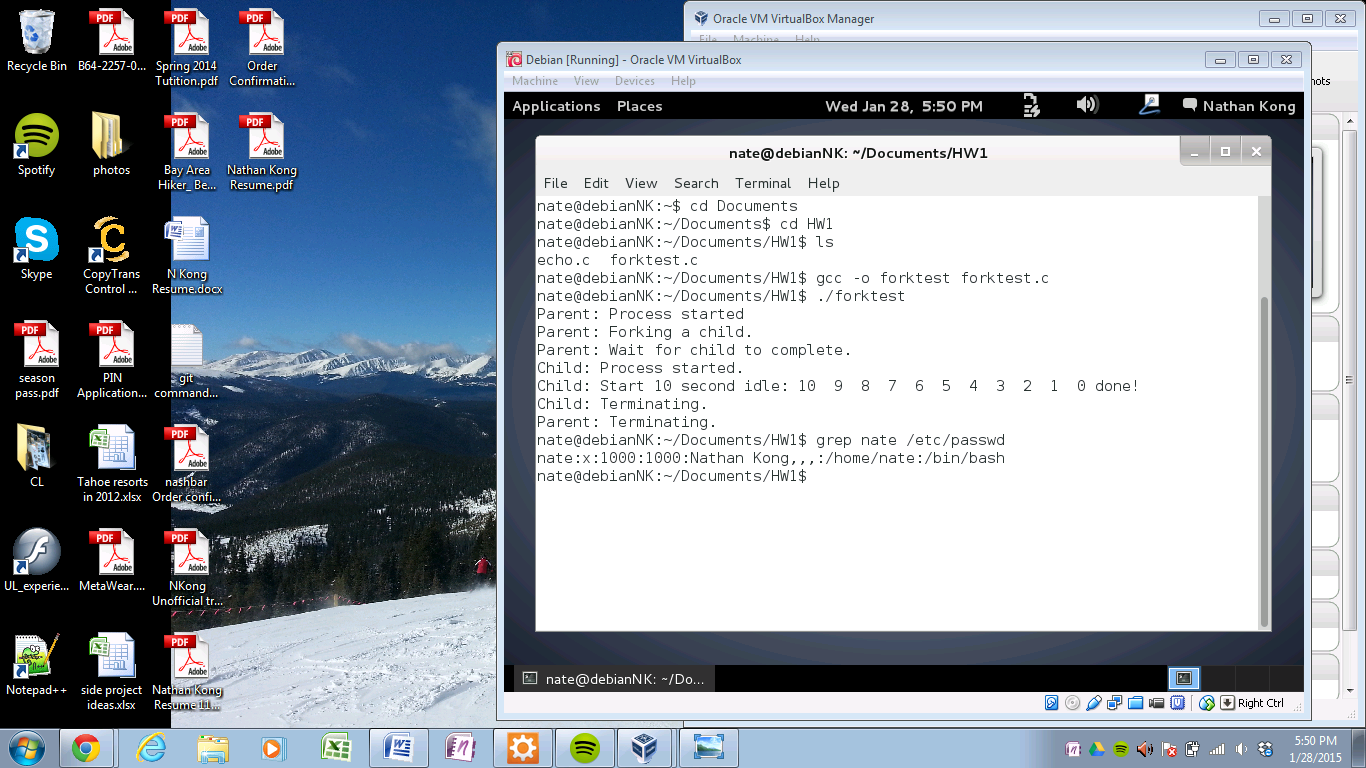 Recycle Bin
B64-2257-0...
Spring 2014
Tutition.pdf
Order
Confirmati...
Spotify
photos
Bay Area
Hiker_ Be...
Nathan Kong
Resume.pdf
Skype
CopyTrans
Control ...
N Kong
Resume.docx
season
pass.pdf
PIN
Application...
git
command...
CL
Tahoe resorts
in 2012.xlsx
nashbar
Order confi...
UL_experie...
MetaWear....
NKong
Unofficial tr...
Notepad++
side project
ideas.xlsx
Nathan Kong
Resume 11...
Oracle VM VirtualBox Manager
File Machine Help
Debian [Running] - Oracle VM VirtualBox
Machine View Devices Help
Applications Places Wed Jan 28, 5:50 PM Nathan Kong
nate@debianNK: ~/Documents/HW1
File Edit View Search Terminal Help
nate@debianNK:~$ cd Documents
nate@debianNK:~/Documents$ cd HW1
nate@debianNK:~/Documents/HW1$ ls
echo.c  forktest.c
nate@debianNK:~/Documents/HW1$ gcc -o forktest forktest.c
nate@debianNK:~/Documents/HW1$ ./forktest
Parent: Process started
Parent: Forking a child.
Parent: Wait for child to complete.
Child: Process started.
Child: Start 10 second idle: 10  9  8  7  6  5  4  3  2  1  0 done!
Child: Terminating.
Parent: Terminating.
nate@debianNK:~/Documents/HW1$ grep nate /etc/passwd
nate:x:1000:1000:Nathan Kong,,,:/home/nate:/bin/bash
nate@debianNK:~/Documents/HW1$
nate@debianNK: ~/Do...
Right Ctrl
5:50 PM
1/28/2015